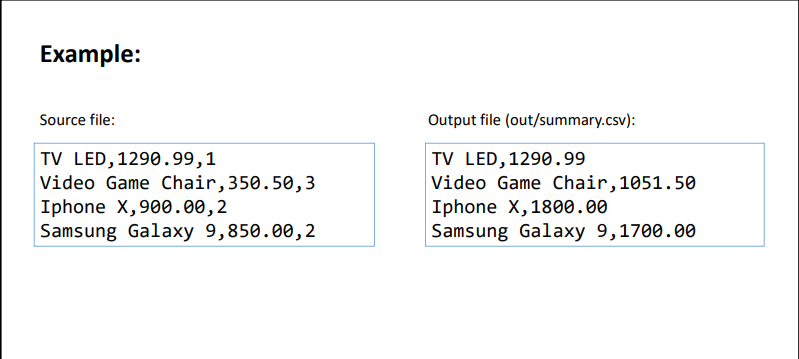 Example:
Source file:
TV LED,1290.99,1
Video Game Chair,350.50,3
Iphone X,900.00,2
Samsung Galaxy 9,850.00,2
Output file (out/summary.csv):
TV LED,1290.99
Video Game Chair,1051.50
Iphone X,1800.00
Samsung Galaxy 9,1700.00